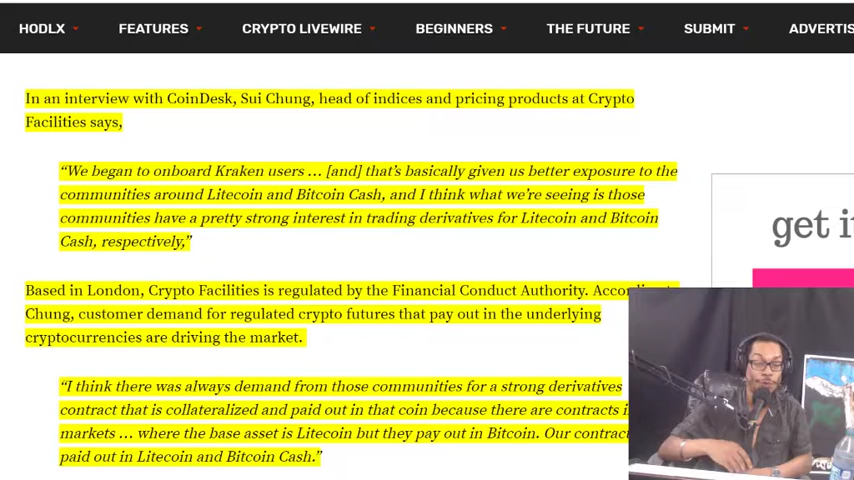 HODLX FEATURES CRYPTO LIVEWIRE BEGINNERS THE FUTURE SUBMIT
In an interview with CoinDesk, Sui Chung, head of indices and pricing products at Crypto
Facilities says,
“We began to onboard Kraken users … [and] that’s basically given us better exposure to the
communities around Litecoin and Bitcoin Cash, and I think what we’re seeing is those
communities have a pretty strong interest in trading derivatives for Litecoin and Bitcoin
Cash, respectively,”
get
Based in London, Crypto Facilities is regulated by the Financial Conduct Authority.
Chung, customer demand for regulated crypto futures that pay out in the underlying
cryptocurrencies are driving the market.
“I think there was always demand from those communities for a strong derivatives
contract that is collateralized and paid out in that coin because there are contracts
markets … where the base asset is Litecoin but they pay out in Bitcoin. Our
paid out in Litecoin and Bitcoin Cash.”